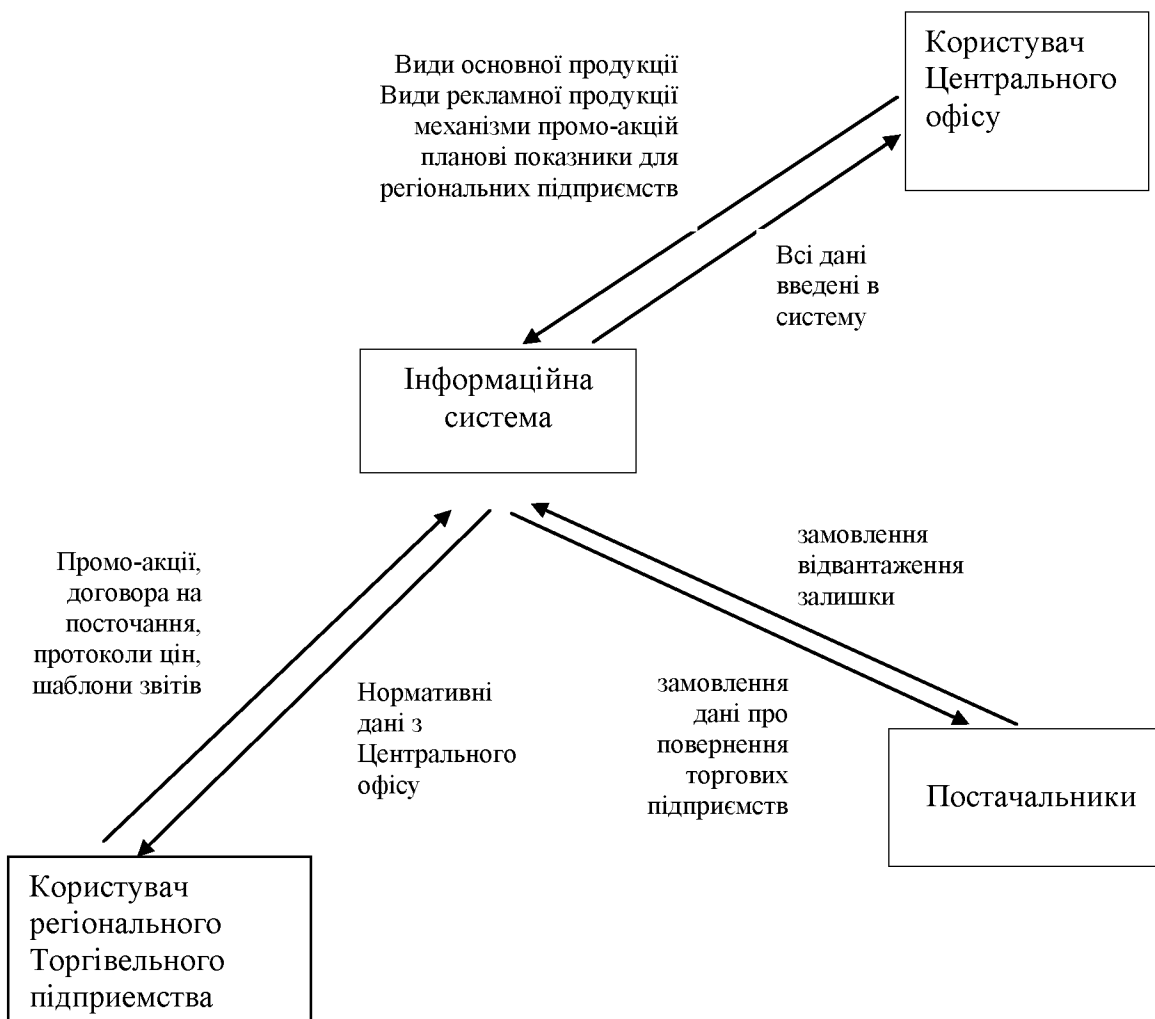 Користувач
Центрального
офісу
Види основної продукції
Види рекламної продукції
механізми промо-акцій
планові показники для
регіональних підприємств
Всі дані
введені в
систему
Інформаційна
система
Промо-акції,
договора на
посточання,
протоколи цін,
шаблони звітів
Нормативні
дані з
Центрального
офісу
замовлення
відвантаження
залишки
замовлення
дані про
повернення
торгових
підприємств
Постачальники
Користувач
регіонального
Торгівельного
підприемства